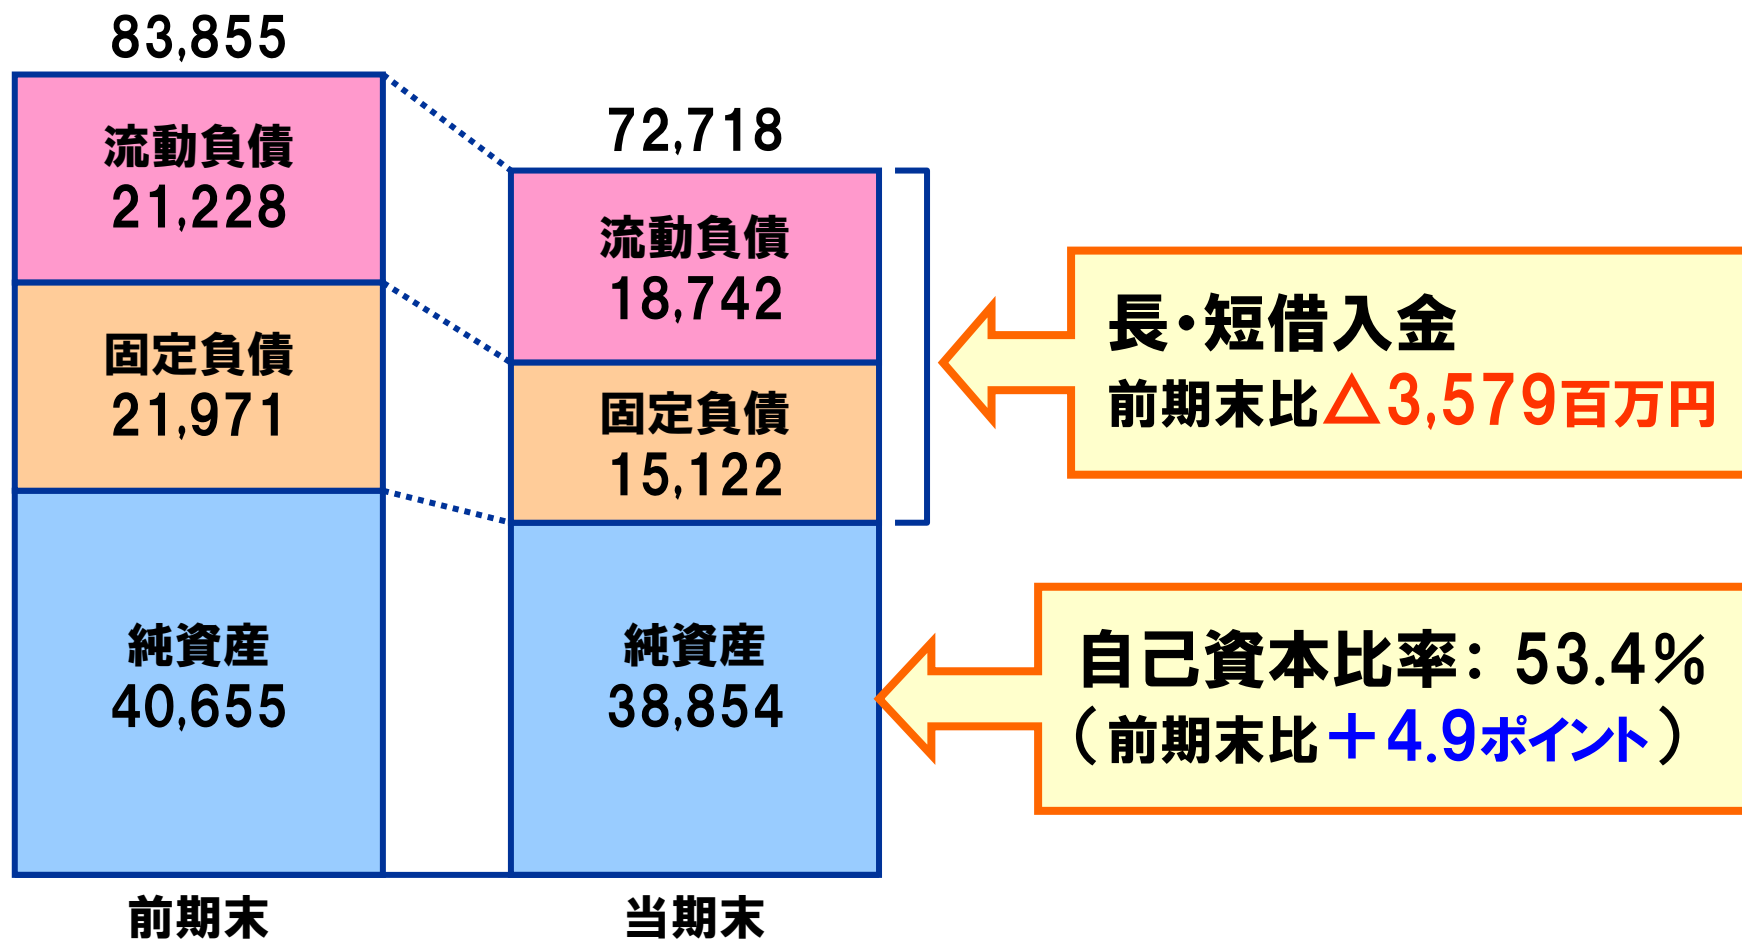 83,855
流動負債
21,228
固定負債
21,971
純資産
40,655
前期末
72,718
流動負債
18,742
固定負債
15,122
純資産
38,854
当期末
長・短借入金
前期末比△3,579百万円
自己資本比率：53.4％
（前期末比＋4.9ポイント）